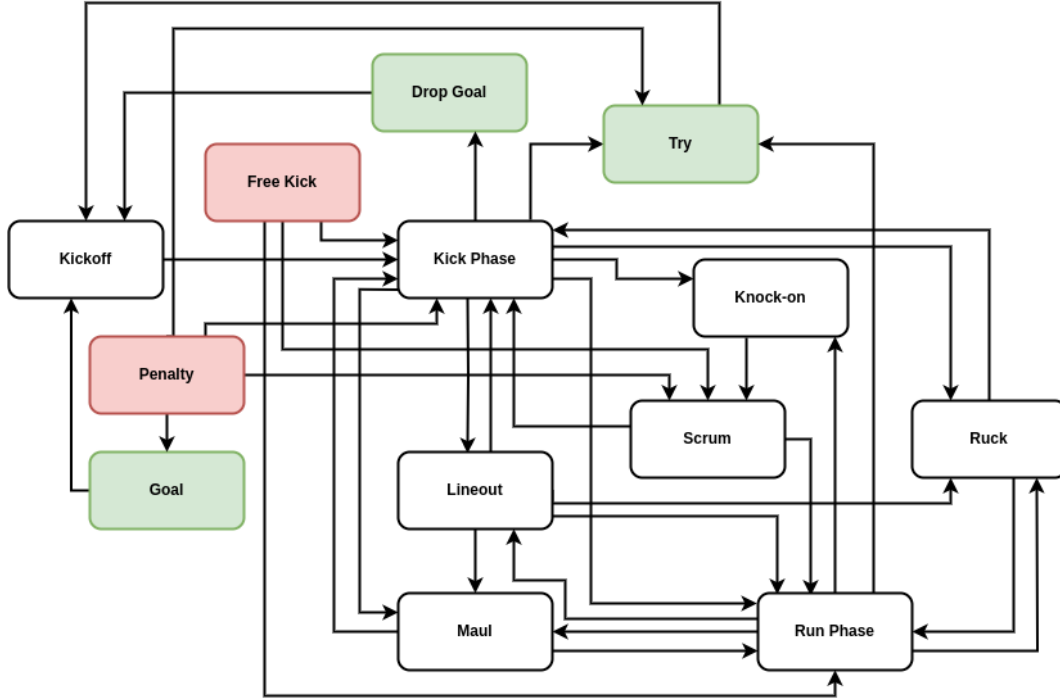 Drop Goal
Try
Free Kick
Kickoff
Kick Phase
Knock-on
Penalty
Scrum
Ruck
Goal
Lineout
Maul
Run Phase